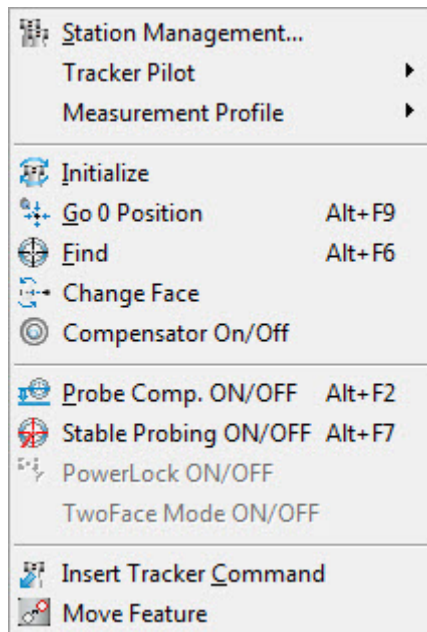 Station Management...
Tracker Pilot
Measurement Profile
Initialize
Go 0 Position Alt+F9
Find Alt+F6
Change Face
Compensator On/Off
Probe Comp. ON/OFF Alt+F2
Stable Probing ON/OFF Alt+F7
PowerLock ON/OFF
TwoFace Mode ON/OFF
Insert Tracker Command
Move Feature